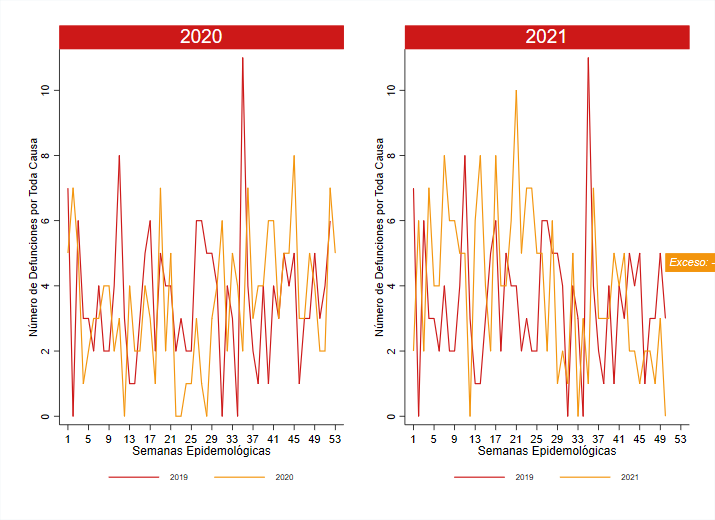 2020
Número de Defunciones por Toda Causa
10
8
6
4
2
0
1 5 9 13 17 21 25 29 33 37 41 45 49 53
Semanas Epidemológicas
2019 2020
2021
Número de Defunciones por Toda Causa
10
8
6
4
2
0
1 5 9 13 17 21 25 29 33 37 41 45 49 53
Semanas Epidemológicas
2019 2021
Exceso: -